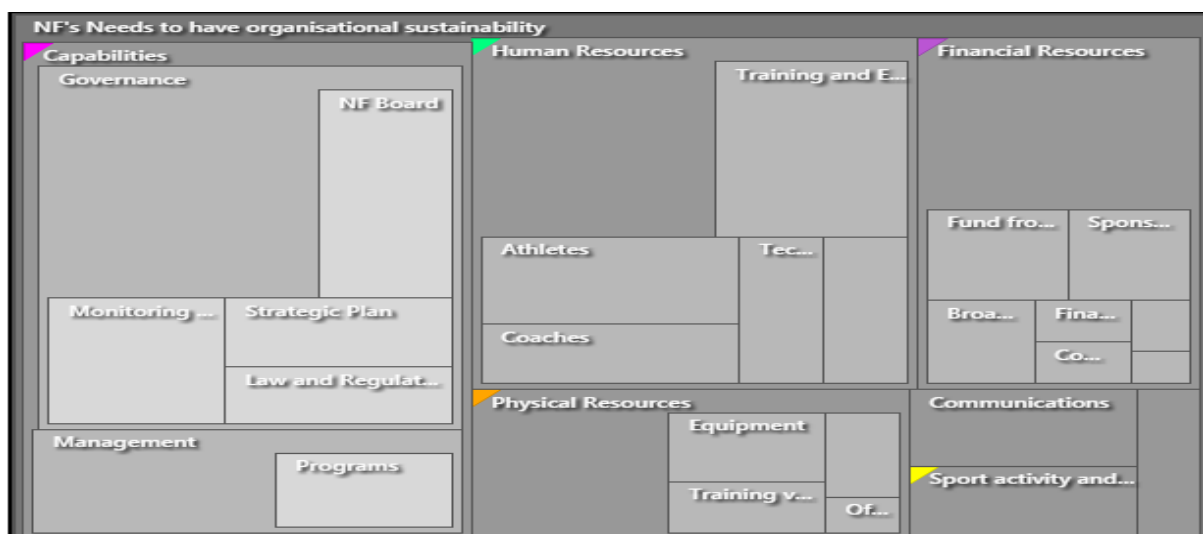 NF's Needs to have organisational sustainability
Capabilities
Governance
NF Board
Monitoring ...
Strategic Plan
Law and Regulat...
Management
Programs
Human Resources
Training and E...
Athletes
Tec...
Coaches
Financial Resources
Fund fro...
Spons...
Broa...
Fina...
Co...
Physical Resources
Equipment
Training v...
Of...
Communications
Sport activity and...